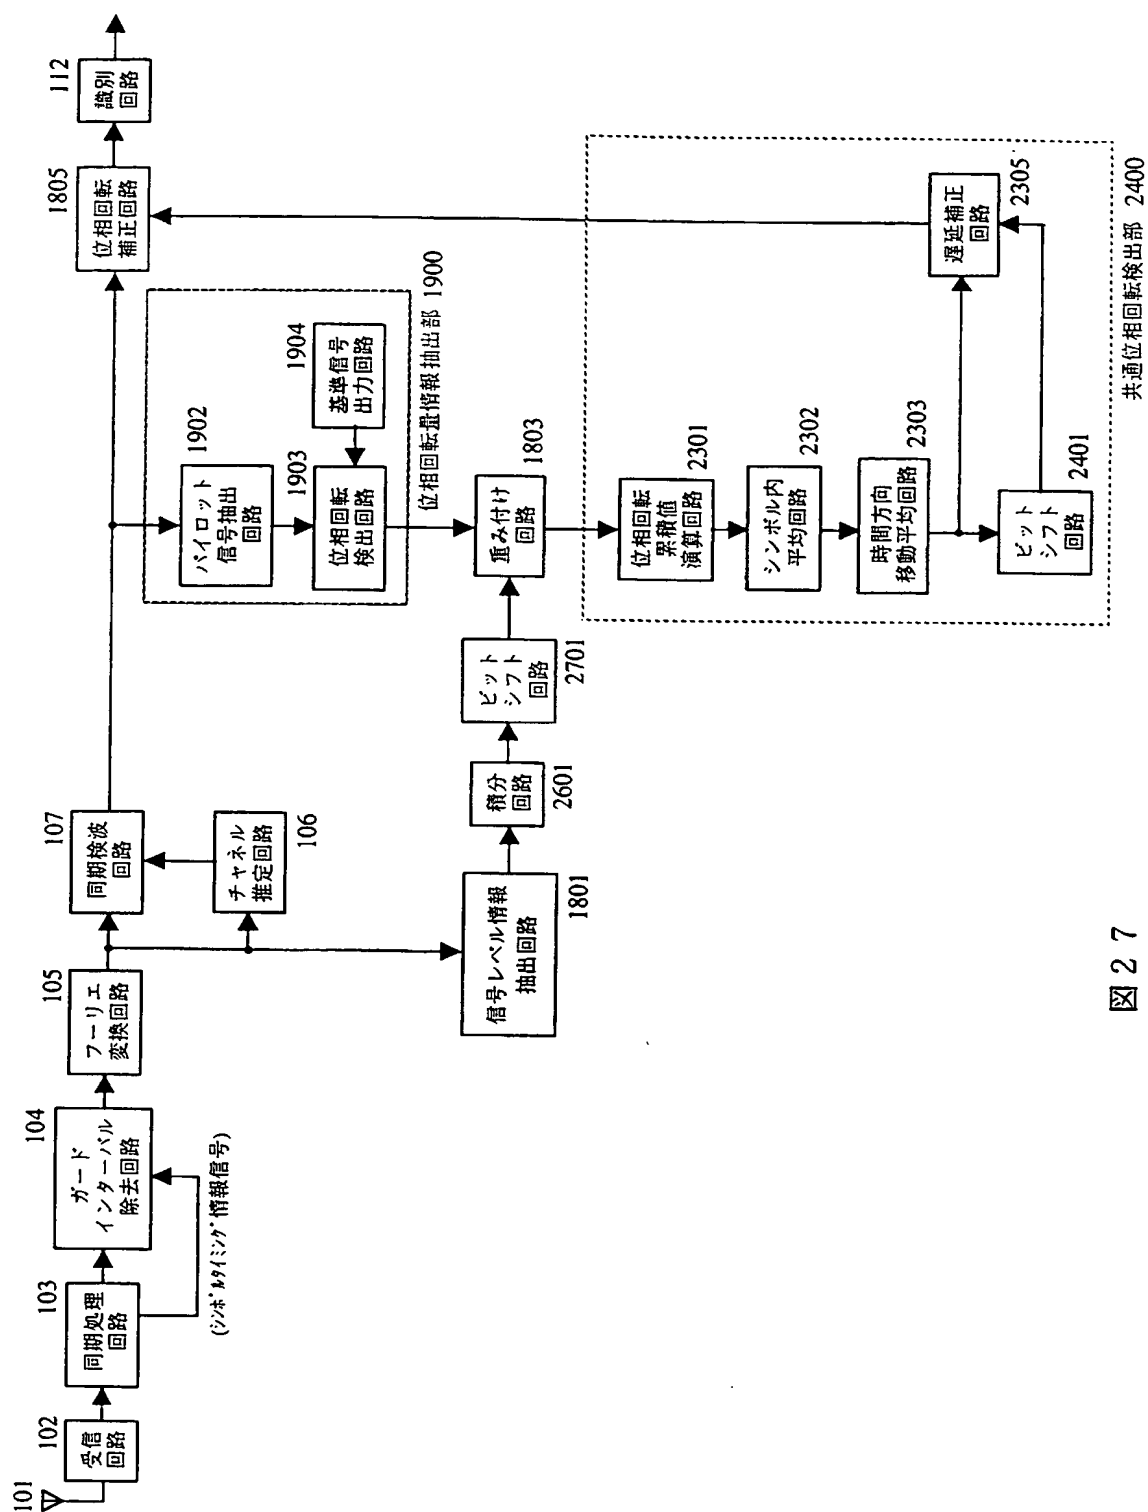 101
102
受信
回路
103
同期処理
回路
(シンボルタイミング情報信号)
104
ガード
インターバル
除去回路
105
フーリエ
変換回路
107
同期検波
回路
チャネル
推定回路
106
信号レベル情報
抽出回路
1801
積分
回路
2601
ビット
シフト
回路
2701
1902
パイロット
信号抽出
回路
1903
位相回転
検出回路
1904
基準信号
出力回路
位相回転量情報抽出部 1900
重み付け
回路
1803
1805
位相回転
補正回路
112
識別
回路
位相回転
累積値
演算回路
2301
シンボル内
平均回路
2302
時間方向
移動平均回路
2303
ビット
シフト
回路
2401
遅延補正
回路
2305
共通位相回転検出部 2400
図27